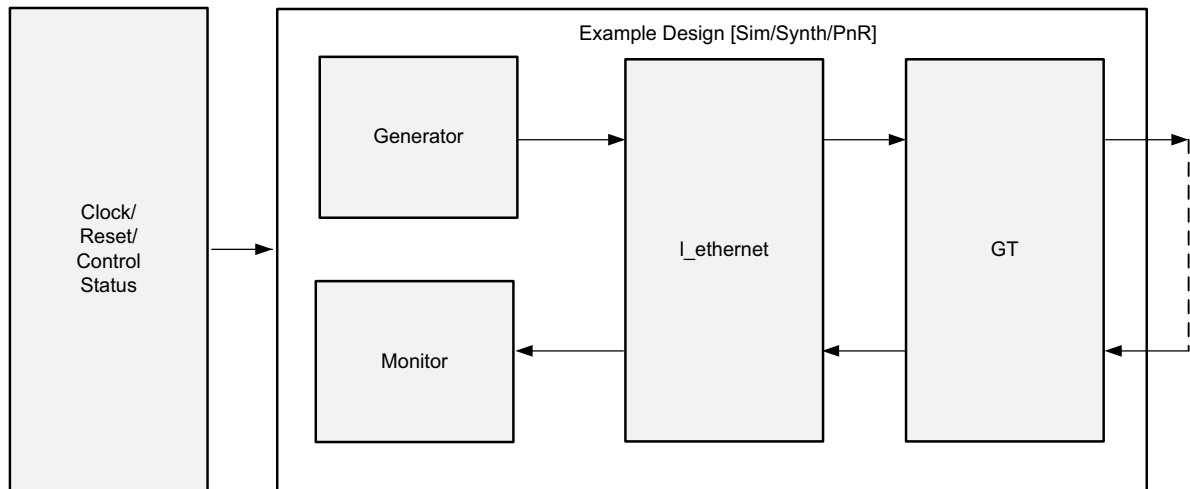 Example Design [Sim/Synth/PnR]
Clock/
Reset/
Control
Status
Generator
Monitor
l_ethernet
GT